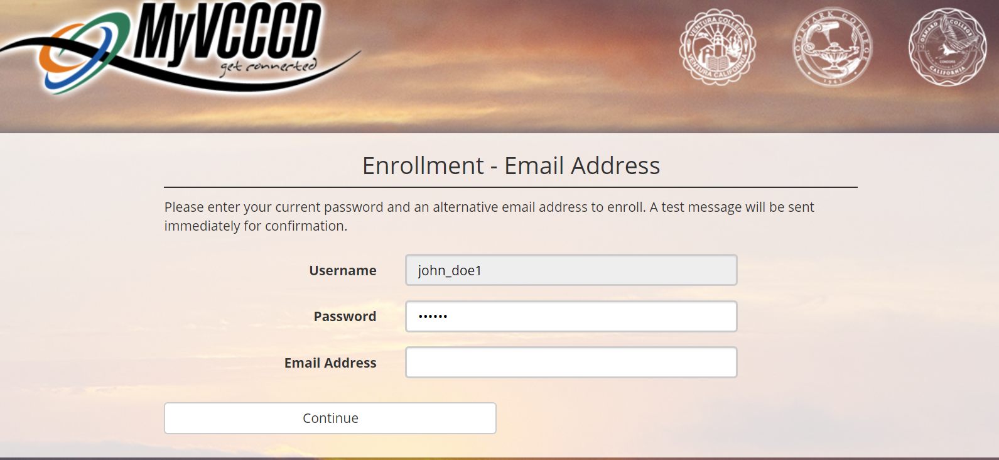 MyVCCCD
get connected
VENTURA COLLEGE
VENTURA CALIFORNIA
MOORPARK COLLEGE
1967
OXNARD COLLEGE
CONDORS
CALIFORNIA
Enrollment - Email Address
Please enter your current password and an alternative email address to enroll. A test message will be sent
immediately for confirmation.
Username
john_doe1
Password
••••••
Email Address
Continue